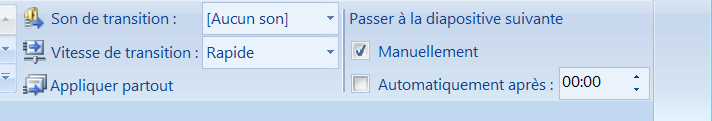 Son de transition : [Aucun son]
Vitesse de transition : Rapide
Appliquer partout
Passer à la diapositive suivante
Manuellement
Automatiquement après : 00:00